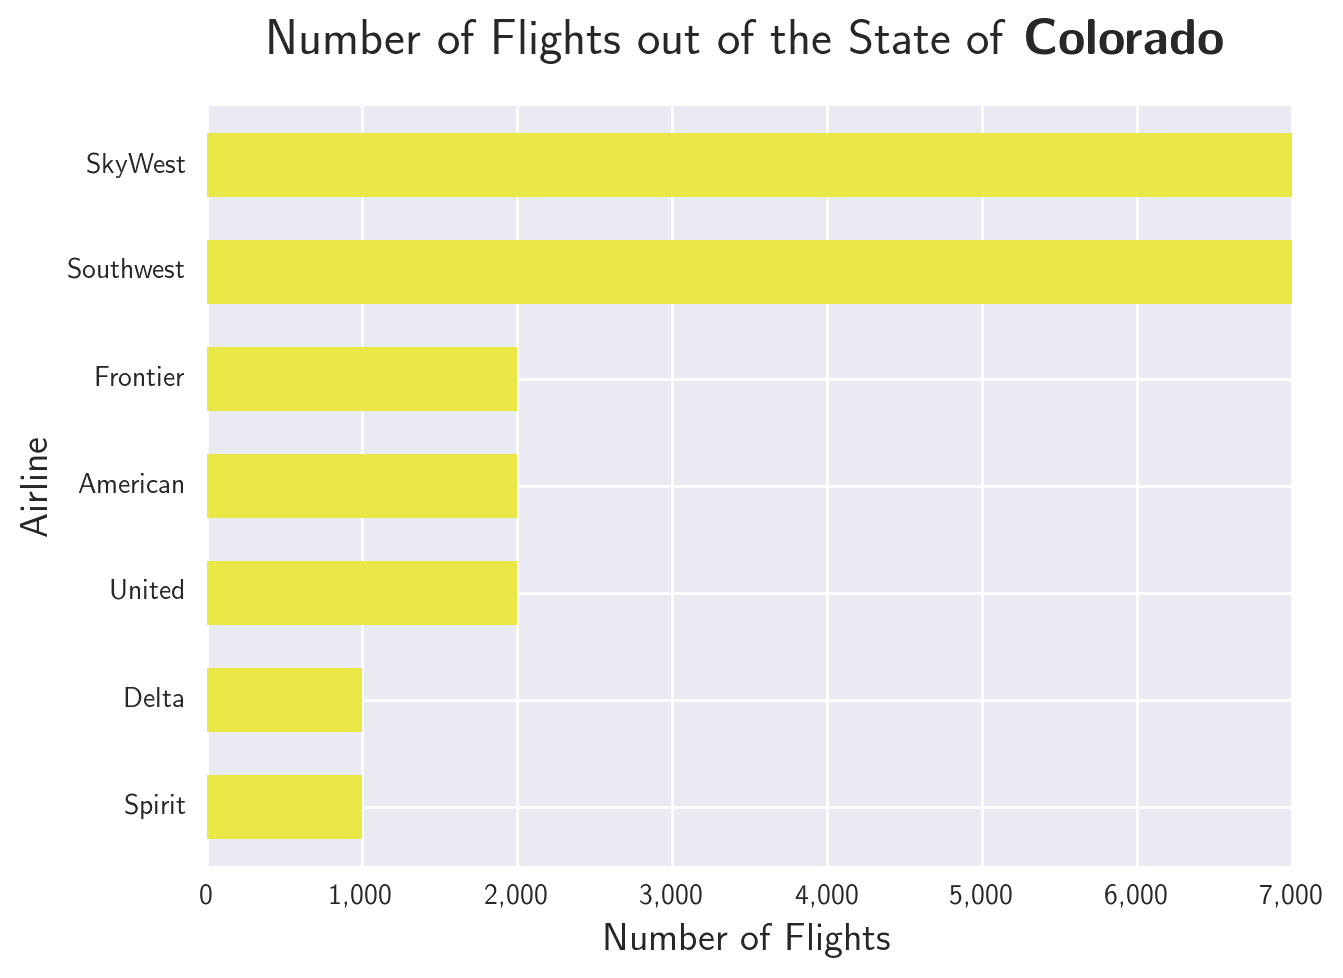 Number of Flights out of the State of Colorado
SkyWest
Southwest
Frontier
American
United
Delta
Spirit
Airline
0 1,000 2,000 3,000 4,000 5,000 6,000 7,000
Number of Flights